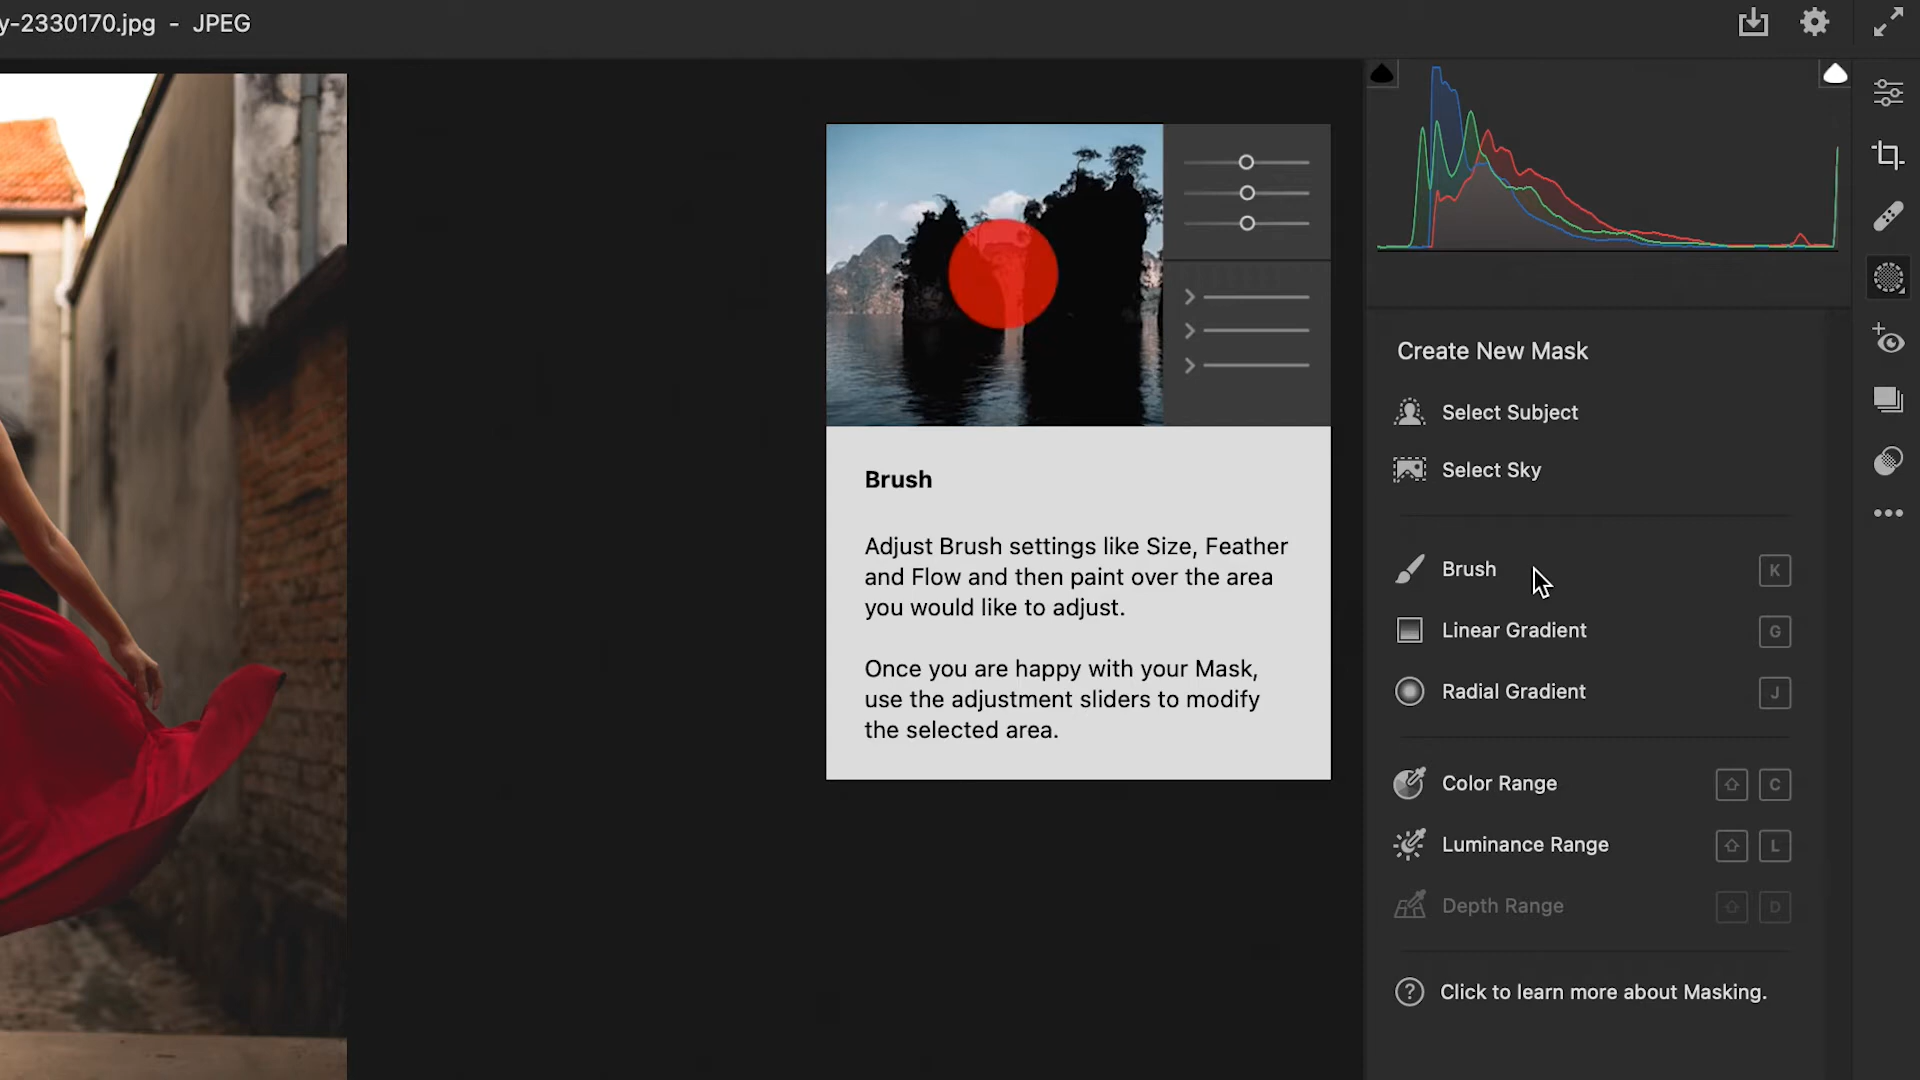 y-2330170.jpg - JPEG
Create New Mask
Select Subject
Select Sky
Brush K
Linear Gradient G
Radial Gradient J
Color Range C
Luminance Range L
Depth Range D
Click to learn more about Masking.
Brush
Adjust Brush settings like Size, Feather
and Flow and then paint over the area
you would like to adjust.
Once you are happy with your Mask,
use the adjustment sliders to modify
the selected area.